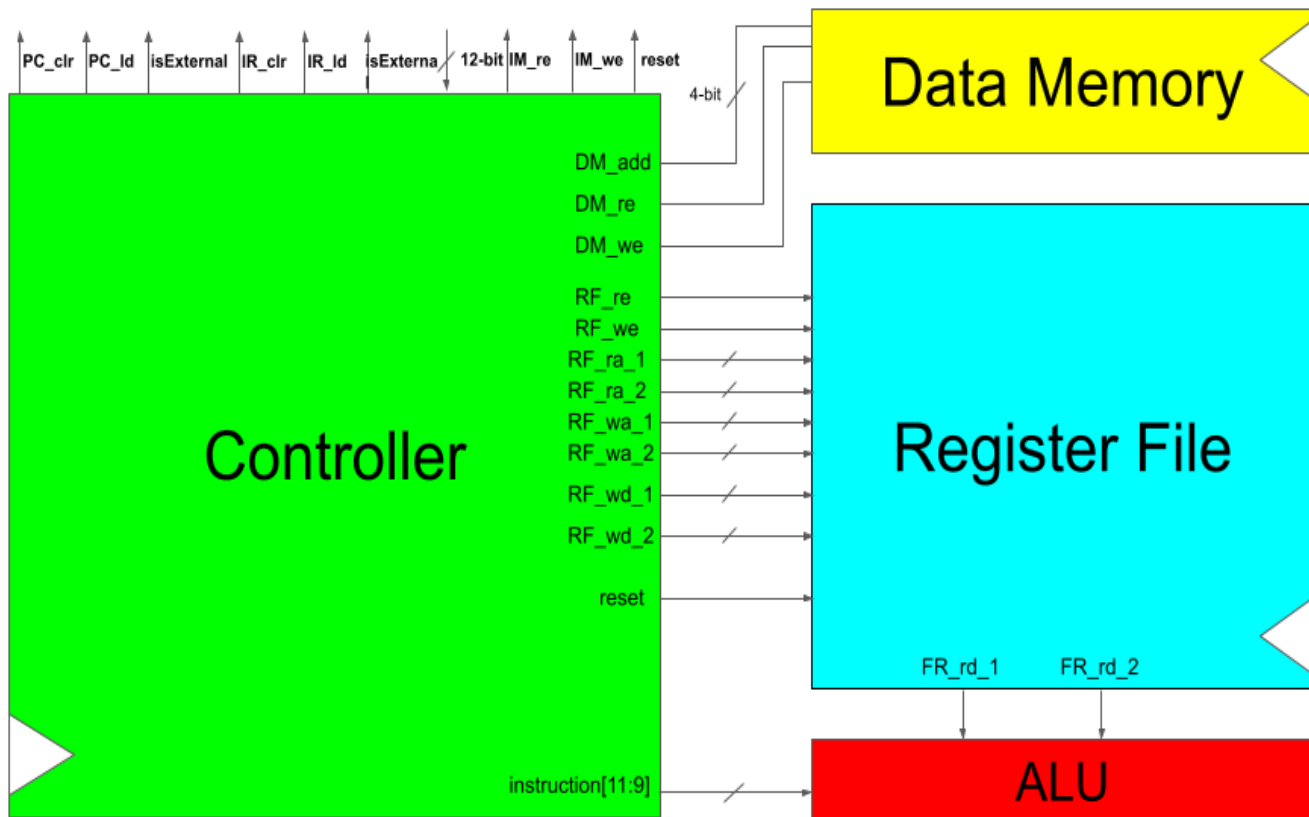 PC_clr PC_ld isExternal IR_clr IR_ld isExterna 12-bit IM_re IM_we reset
Data Memory
4-bit
DM_add
DM_re
DM_we
RF_re
RF_we
RF_ra_1
RF_ra_2
RF_wa_1
RF_wa_2
RF_wd_1
RF_wd_2
reset
Controller
Register File
FR_rd_1 FR_rd_2
instruction[11:9]
ALU